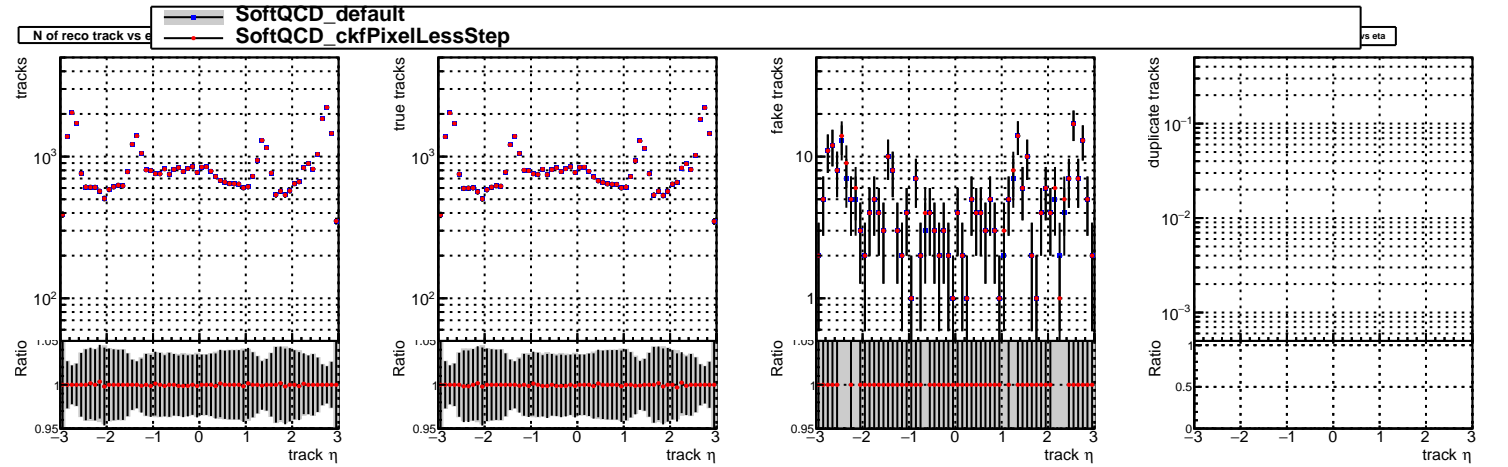 SoftQCD_default
SoftQCD_ckfPixelLessStep
N of reco track vs e
vs eta
tracks
10³
10²
Ratio
1.05
1
0.95
−3 −2 −1 0 1 2 3
track η
true tracks
10³
10²
Ratio
1.05
1
0.95
−3 −2 −1 0 1 2 3
track η
fake tracks
10
1
Ratio
1.05
1
0.95
−3 −2 −1 0 1 2 3
track η
duplicate tracks
10⁻¹
10⁻²
10⁻³
Ratio
1
0.5
0
−3 −2 −1 0 1 2 3
track η